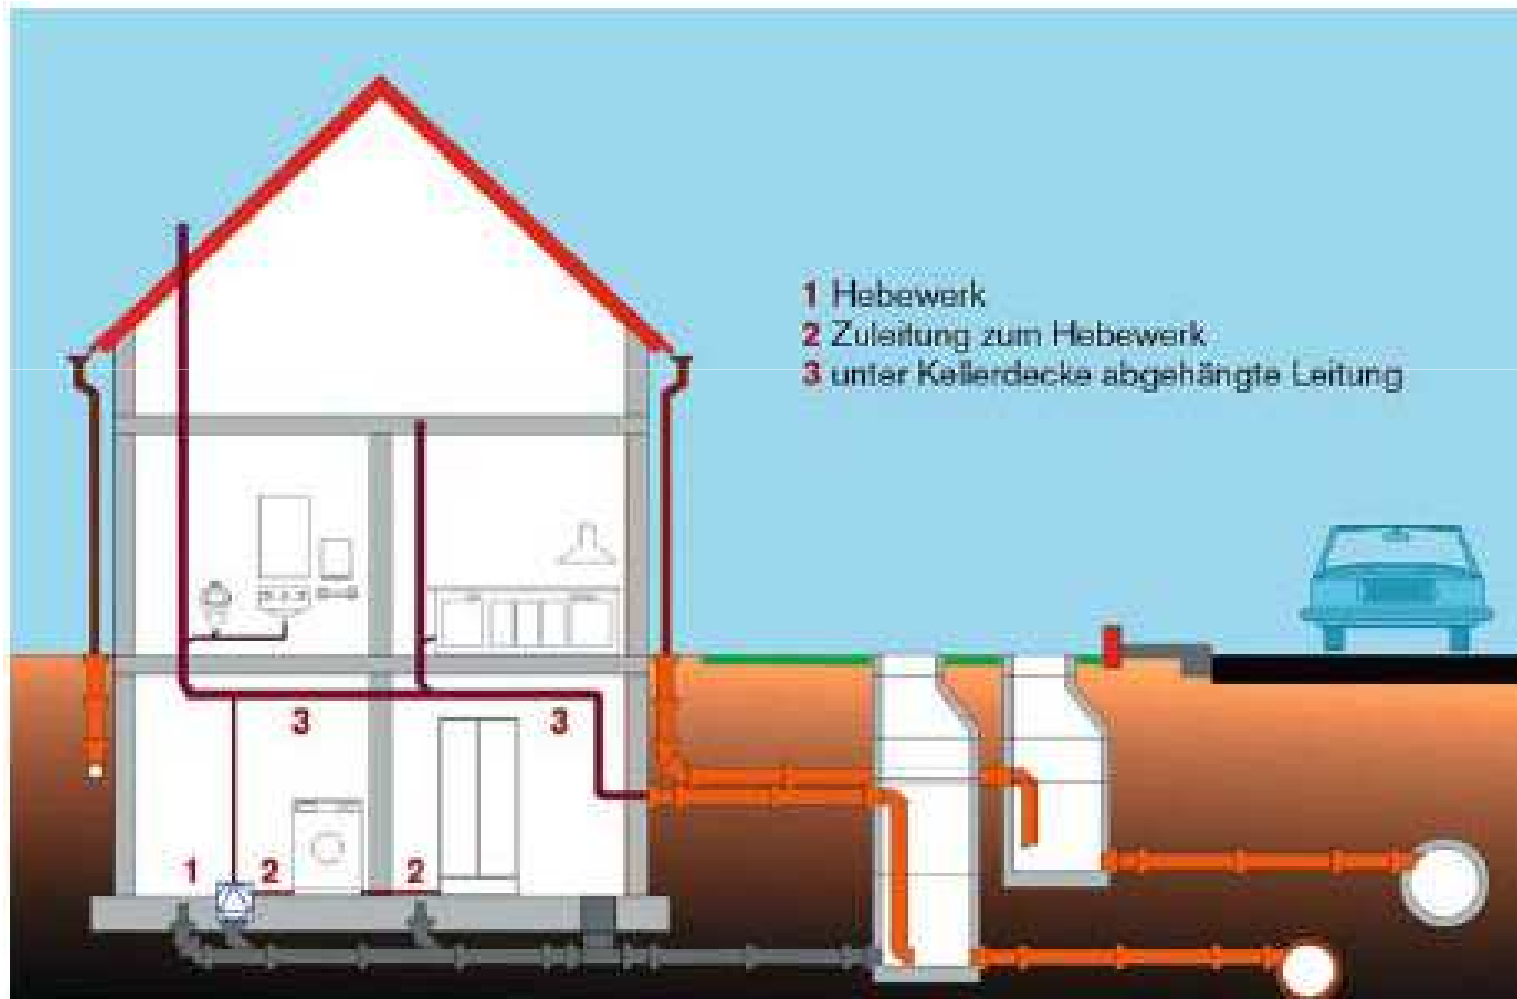 1 Hebewerk
2 Zuleitung zum Hebewerk
3 unter Kellerdecke abgehängte Leitung
3 3
1 2 2